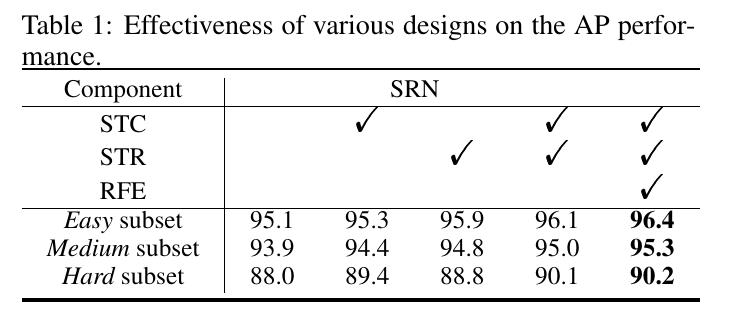 Table 1: Effectiveness of various designs on the AP perfor-
mance.
Component SRN
STC ✓ ✓ ✓
STR ✓ ✓ ✓
RFE ✓
Easy subset 95.1 95.3 95.9 96.1 96.4
Medium subset 93.9 94.4 94.8 95.0 95.3
Hard subset 88.0 89.4 88.8 90.1 90.2